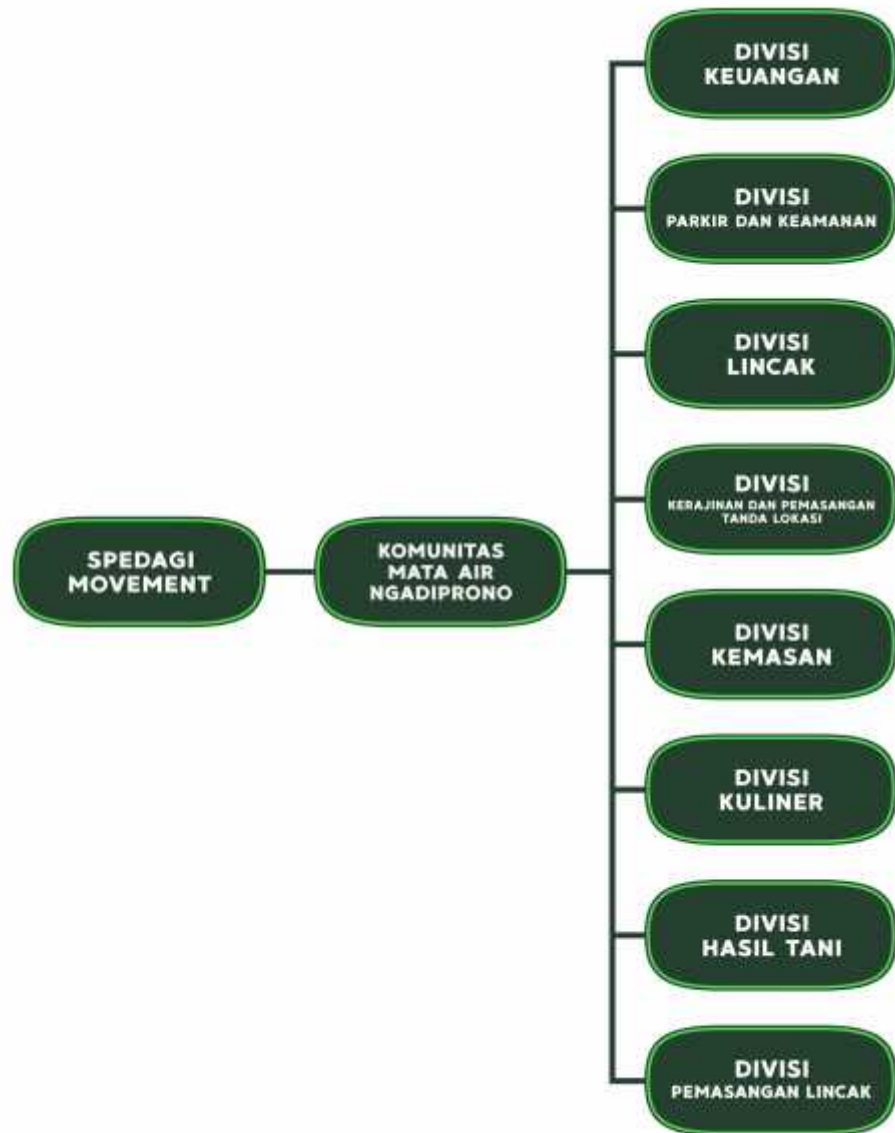 SPEDAGI
MOVEMENT
KOMUNITAS
MATA AIR
NGADIPRONO
DIVISI
KEUANGAN
DIVISI
PARKIR DAN KEAMANAN
DIVISI
LINCAK
DIVISI
KERAJINAN DAN PEMASANGAN
TANDA LOKASI
DIVISI
KEMASAN
DIVISI
KULINER
DIVISI
HASIL TANI
DIVISI
PEMASANGAN LINCAK